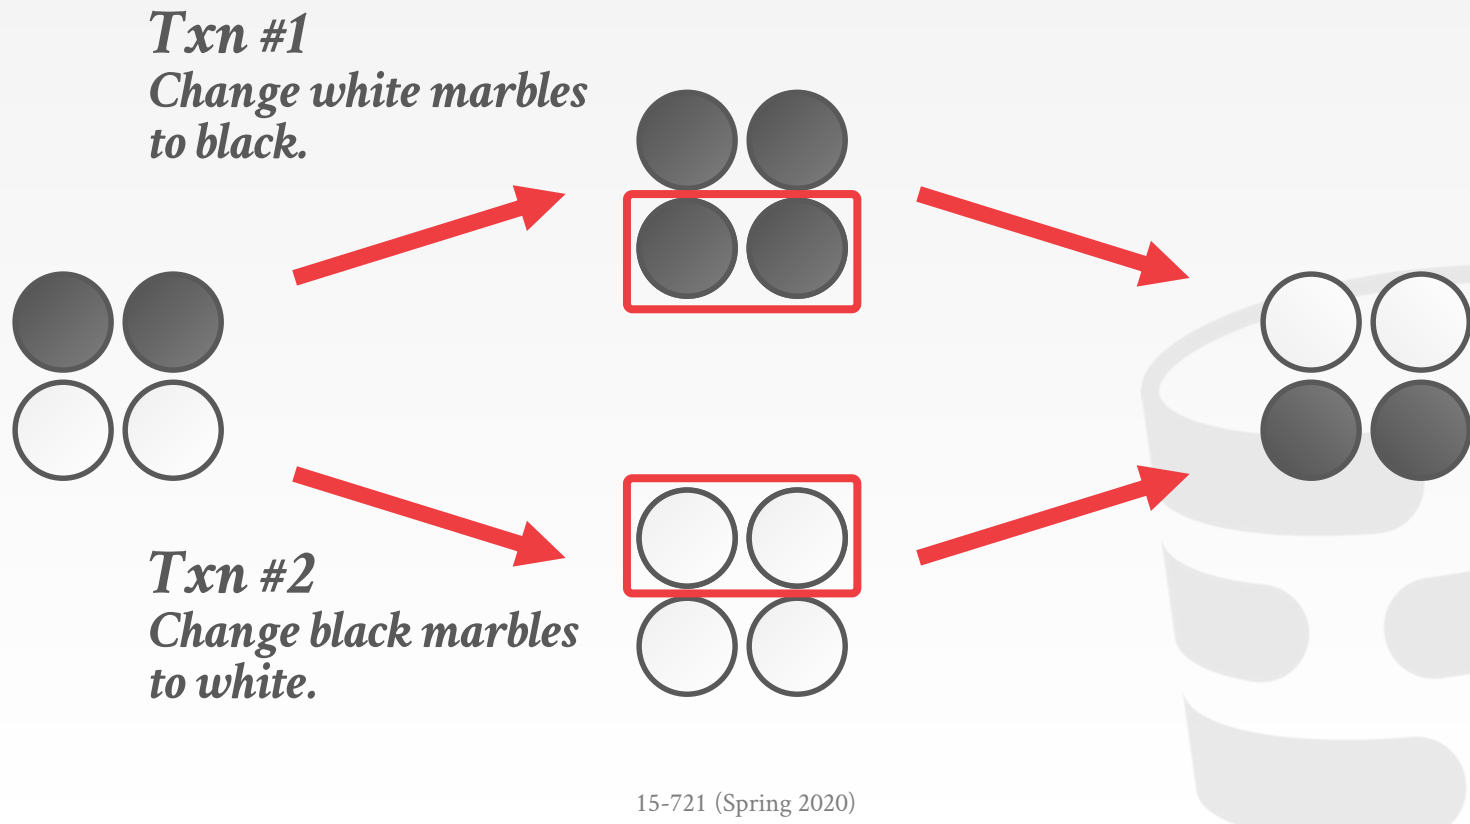 Txn #1
Change white marbles
to black.
Txn #2
Change black marbles
to white.
15-721 (Spring 2020)